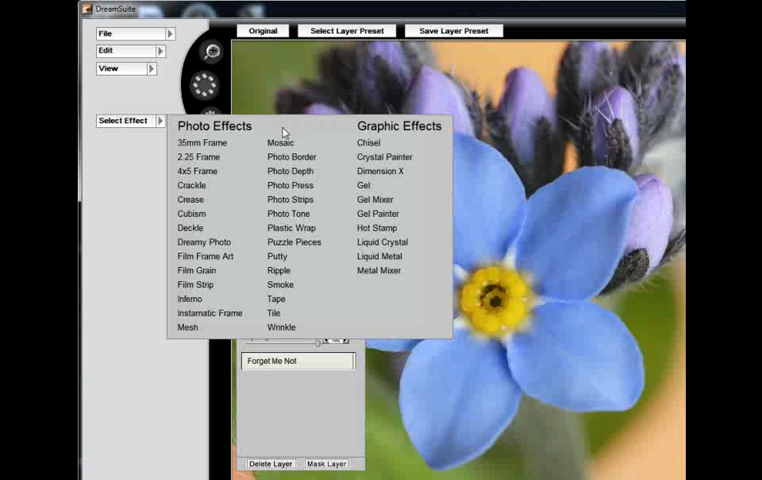 DreamSuite
Original
Select Layer Preset
Save Layer Preset
File
Edit
View
Select Effect
Photo Effects
35mm Frame
2.25 Frame
4x5 Frame
Crackle
Crease
Cubism
Deckle
Dreamy Photo
Film Frame Art
Film Grain
Film Strip
Inferno
Instamatic Frame
Mesh
Mosaic
Photo Border
Photo Depth
Photo Press
Photo Strips
Photo Tone
Plastic Wrap
Puzzle Pieces
Putty
Ripple
Smoke
Tape
Tile
Wrinkle
Graphic Effects
Chisel
Crystal Painter
Dimension X
Gel
Gel Mixer
Gel Painter
Hot Stamp
Liquid Crystal
Liquid Metal
Metal Mixer
Forget Me Not
Delete Layer
Mask Layer